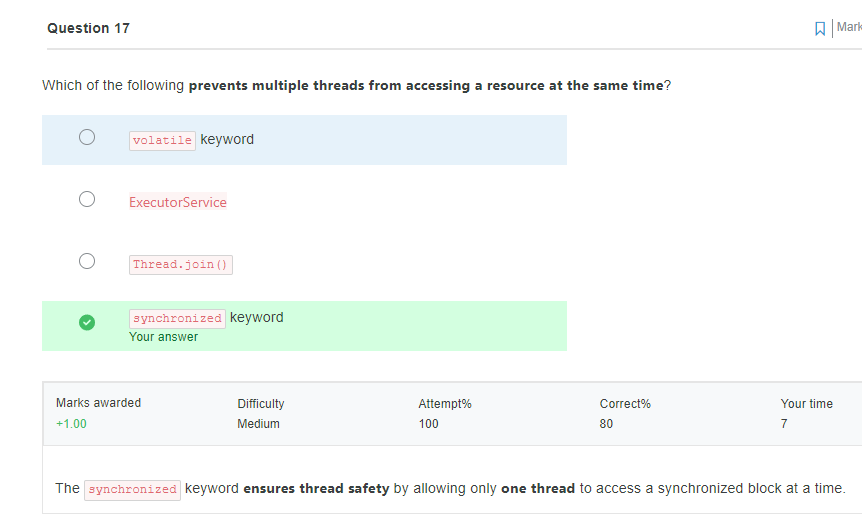 Question 17
Mark
Which of the following prevents multiple threads from accessing a resource at the same time?
volatile keyword
ExecutorService
Thread.join()
synchronized keyword
Your answer
Marks awarded Difficulty Attempt% Correct% Your time
+1.00 Medium 100 80 7
The synchronized keyword ensures thread safety by allowing only one thread to access a synchronized block at a time.